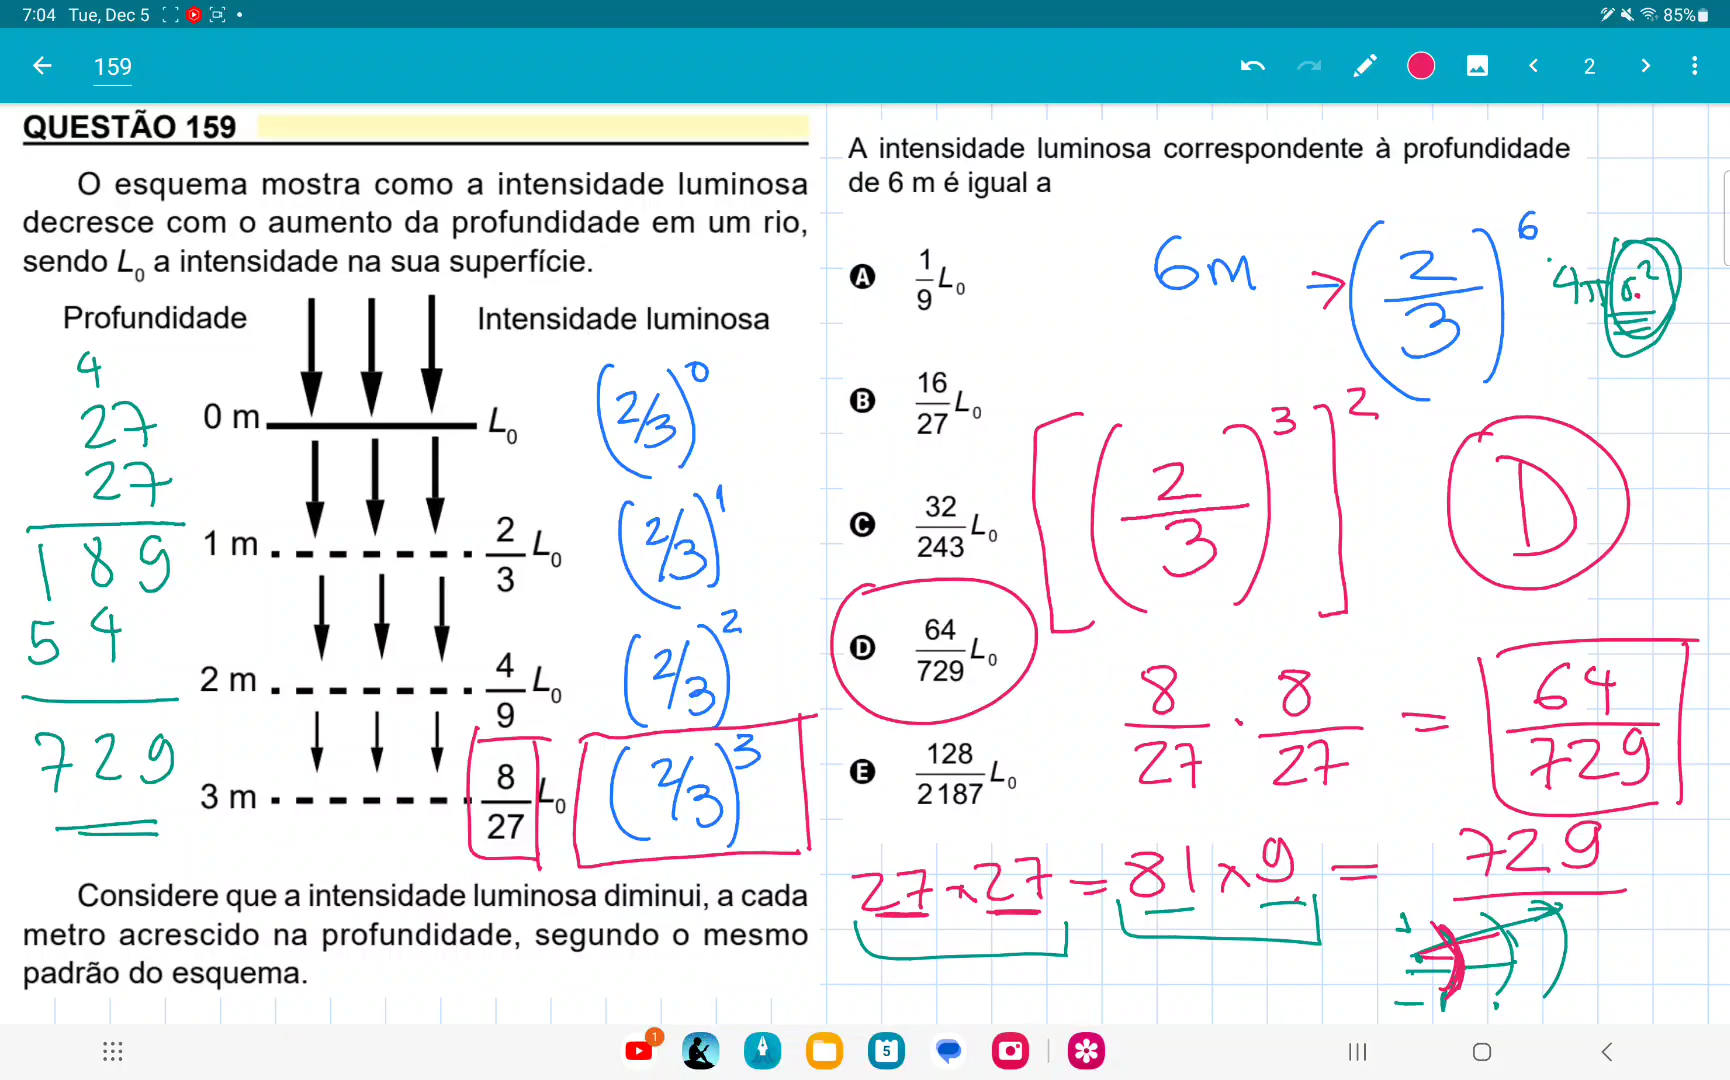 7:04 Tue, Dec 5
85%
159
2
QUESTÃO 159
O esquema mostra como a intensidade luminosa
decresce com o aumento da profundidade em um rio,
sendo L₀ a intensidade na sua superfície.
Profundidade
Intensidade luminosa
0 m
L₀
(2/3)⁰
1 m
2/3 L₀
(2/3)¹
2 m
4/9 L₀
(2/3)²
3 m
8/27 L₀
(2/3)³
4
27
27
189
54
729
Considere que a intensidade luminosa diminui, a cada
metro acrescido na profundidade, segundo o mesmo
padrão do esquema.
A intensidade luminosa correspondente à profundidade
de 6 m é igual a
A 1/9 L₀
B 16/27 L₀
C 32/243 L₀
D 64/729 L₀
E 128/2 187 L₀
6m ⇒ (2/3)⁶
[(2/3)³]²
D
8/27 · 8/27 = 64/729
27 × 27 = 81 × 9 = 729
1
5